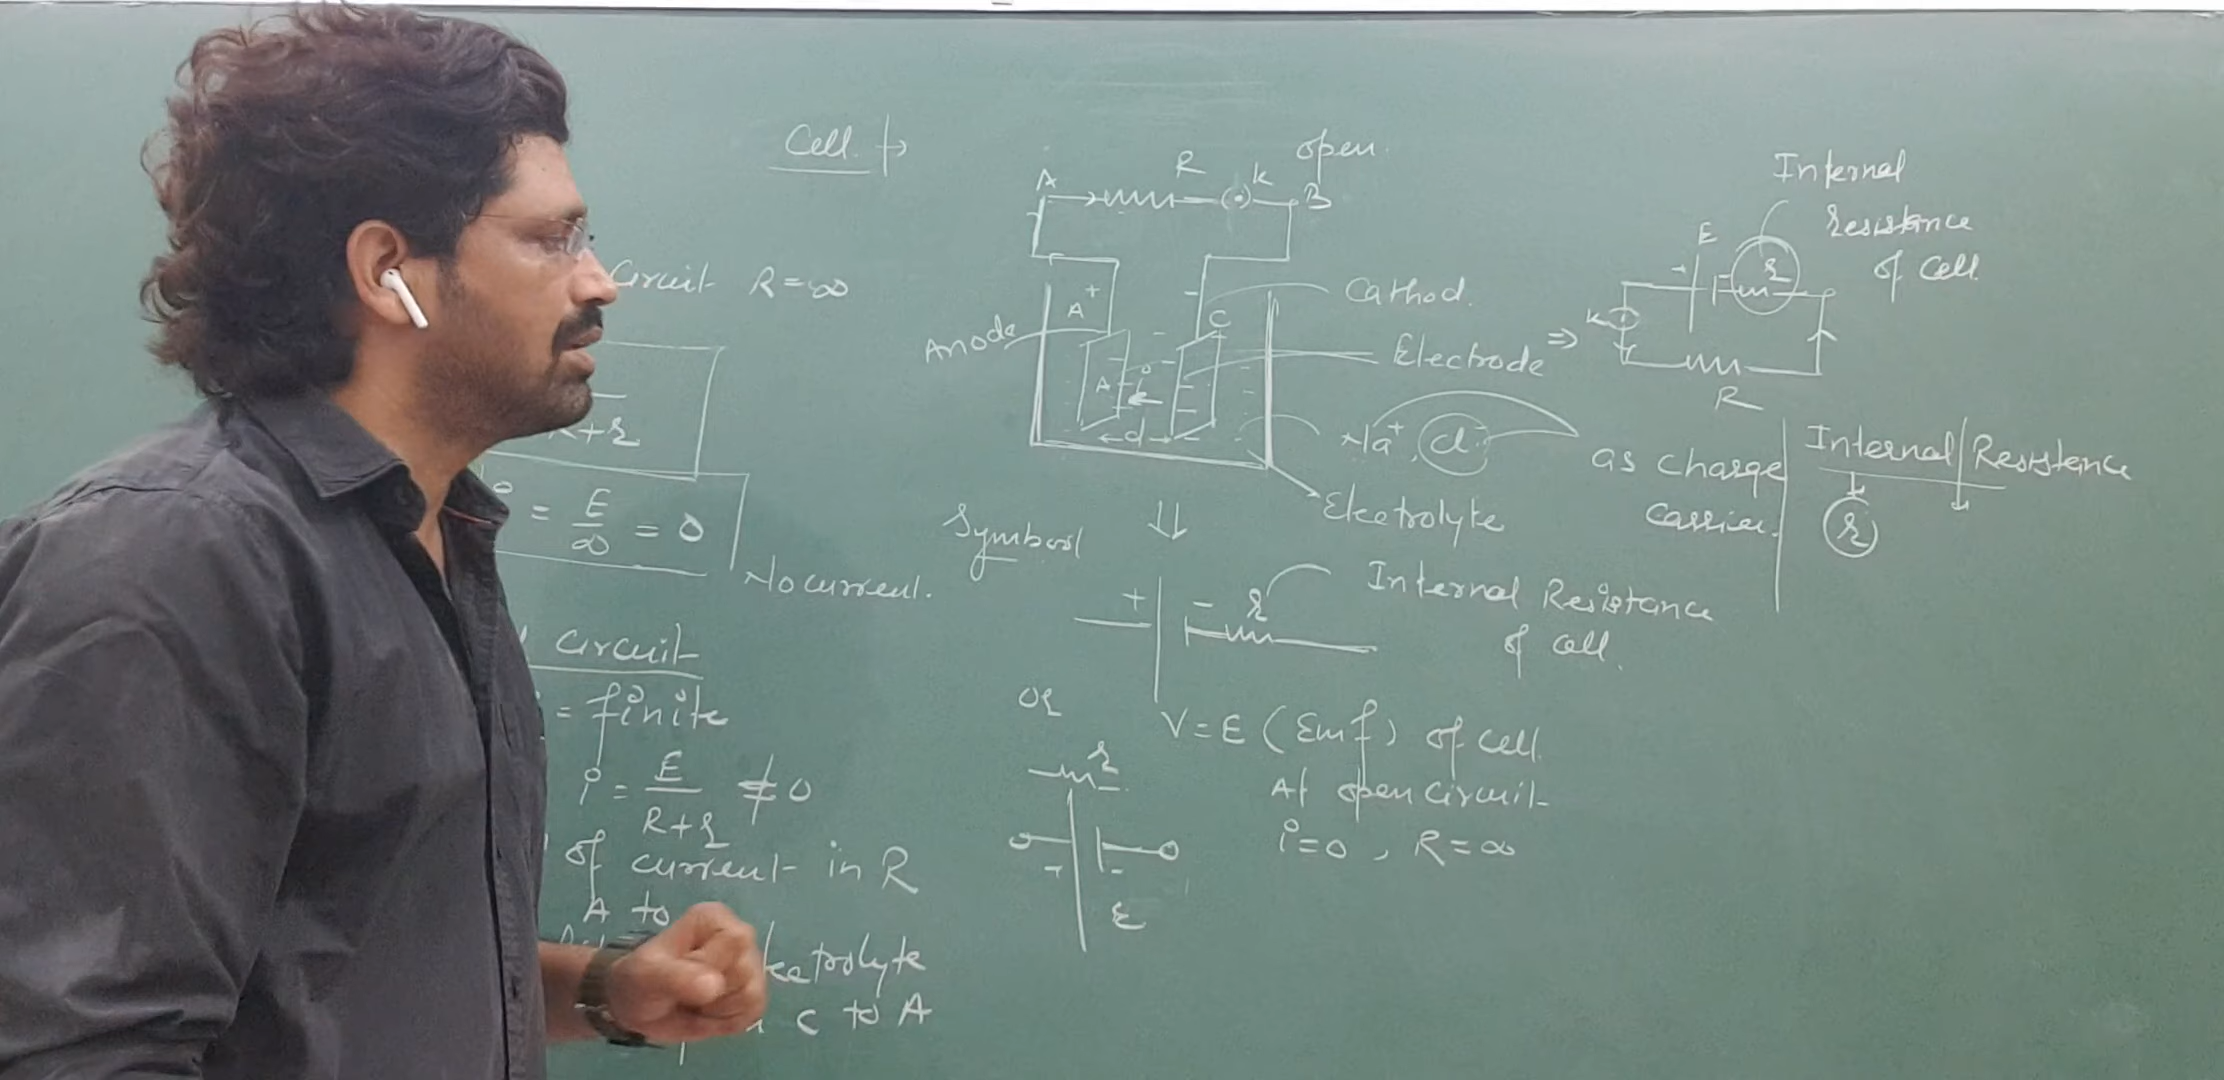 Cell
A R K B
open
A+
C
Cathod.
Anode
Electrode
A
i
E
d
Na+, Cl-
as charge
carrier.
Electrolyte
⇓
Symbol
+ - r
Internal Resistance
of cell.
or
V = E (Emf) of cell.
At open circuit
i = 0, R = ∞
r
+ -
E
⇒
Internal
resistance
of cell
E
+ - r
K
R
Internal Resistance
r
circuit R = ∞
R + r
i = E/∞ = 0
No current.
circuit
= finite
i = E/(R + r) ≠ 0
of current in R
A to
electrolyte
C to A